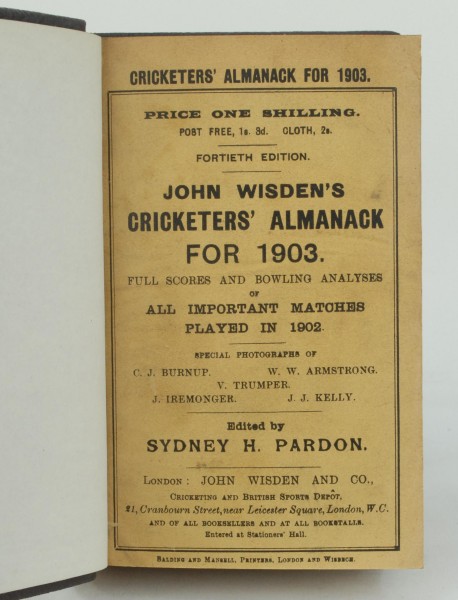 CRICKETERS' ALMANACK FOR 1903.
PRICE ONE SHILLING.
POST FREE, 1s. 3d. CLOTH, 2s.
FORTIETH EDITION.
JOHN WISDEN'S
CRICKETERS' ALMANACK
FOR 1903.
FULL SCORES AND BOWLING ANALYSES
OF
ALL IMPORTANT MATCHES
PLAYED IN 1902.
SPECIAL PHOTOGRAPHS OF
C. J. BURNUP. W. W. ARMSTRONG.
V. TRUMPER.
J. IREMONGER. J. J. KELLY.
Edited by
SYDNEY H. PARDON.
LONDON: JOHN WISDEN AND CO.,
CRICKETING AND BRITISH SPORTS DEPÔT,
21, Cranbourn Street, near Leicester Square, London, W.C.
AND OF ALL BOOKSELLERS AND AT ALL BOOKSTALLS.
Entered at Stationers' Hall.
BALDING AND MANSELL, PRINTERS, LONDON AND WISBECH.